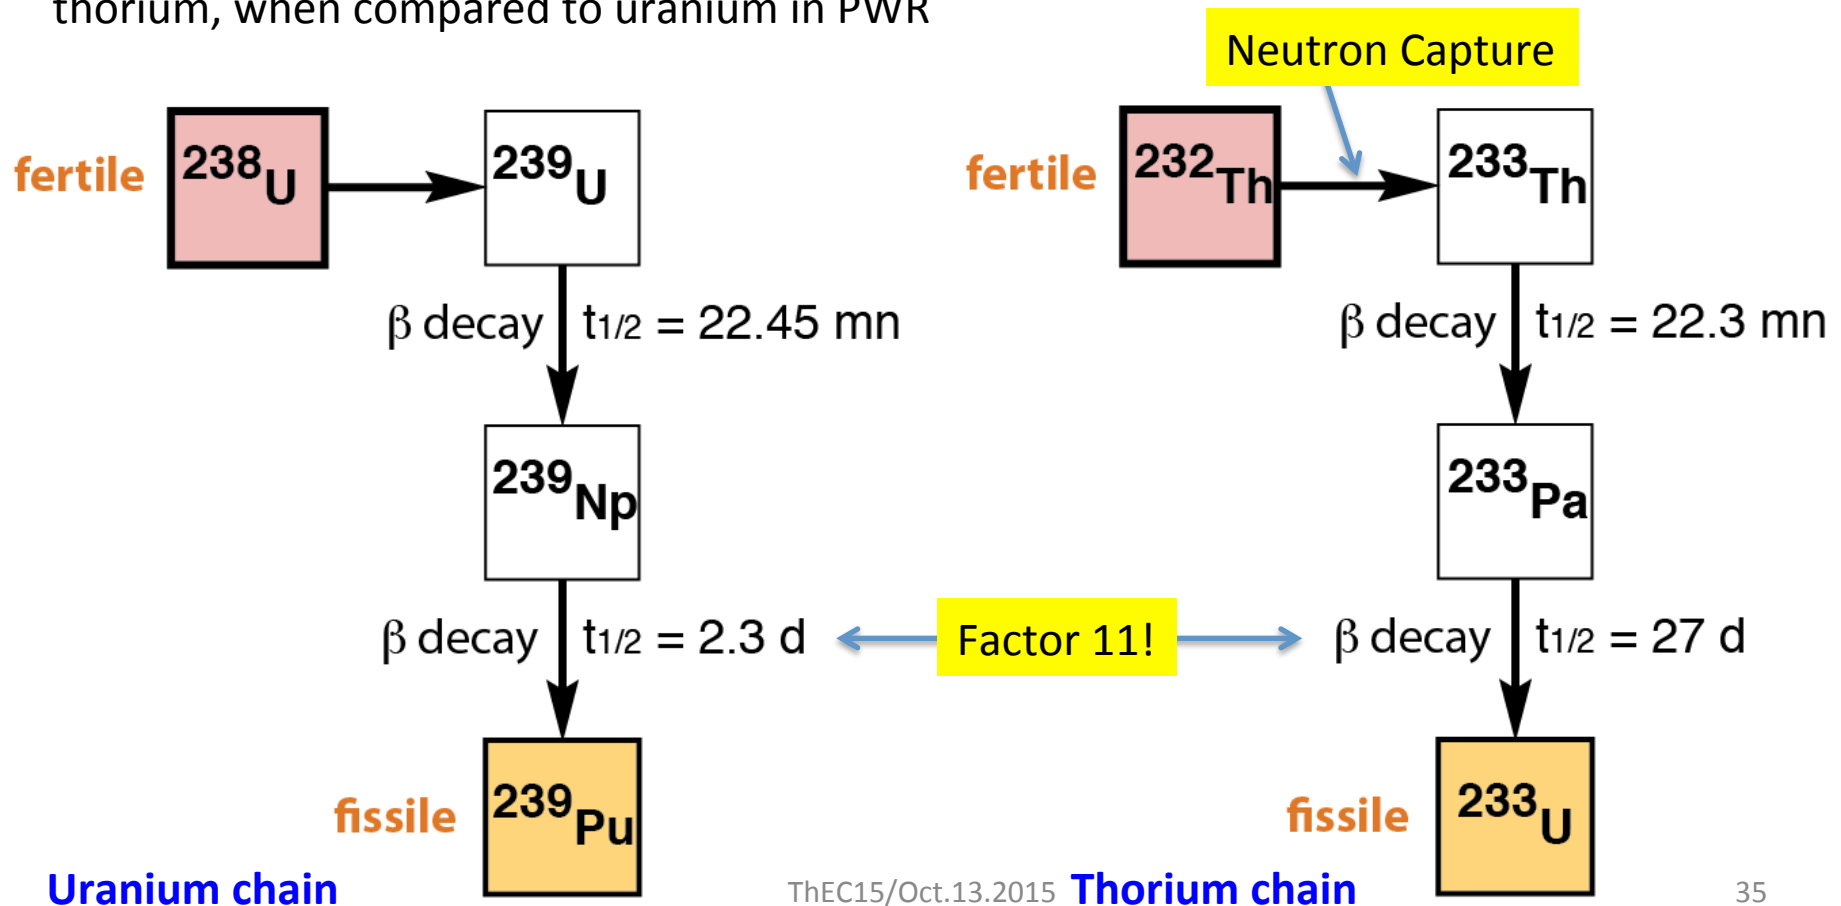 thorium, when compared to uranium in PWR
Neutron Capture
fertile 238U 239U
fertile 232Th 233Th
β decay t1/2 = 22.45 mn
β decay t1/2 = 22.3 mn
239Np
233Pa
β decay t1/2 = 2.3 d
Factor 11!
β decay t1/2 = 27 d
fissile 239Pu
fissile 233U
Uranium chain
ThEC15/Oct.13.2015
Thorium chain
35